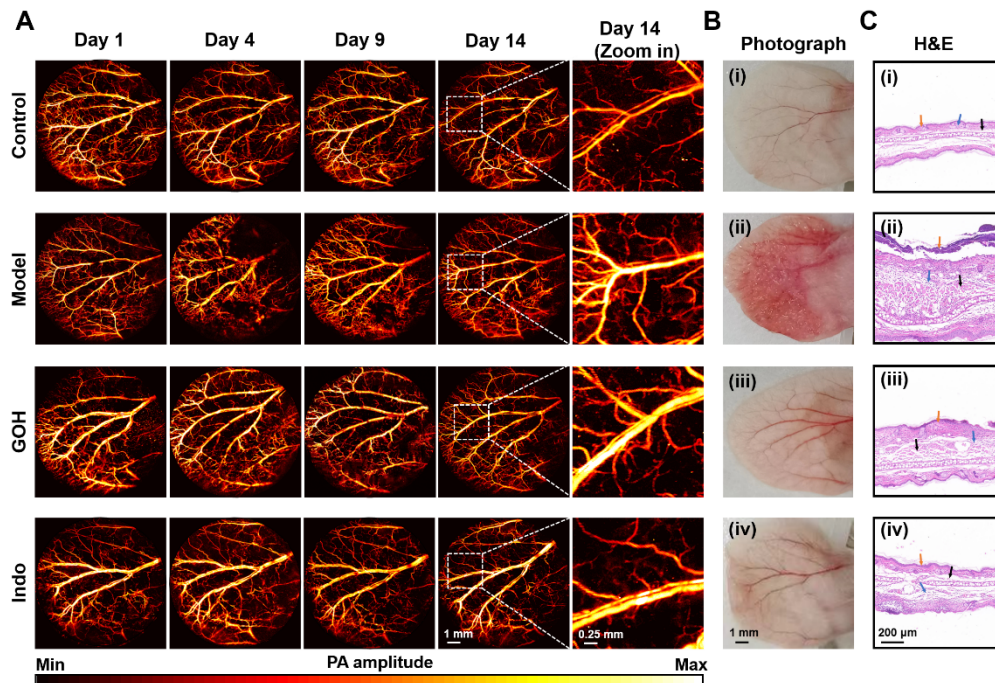 A
B
C
Day 1
Day 4
Day 9
Day 14
Day 14
(Zoom in)
Photograph
H&E
Control
(i)
(i)
Model
(ii)
(ii)
GOH
(iii)
(iii)
Indo
1 mm
0.25 mm
(iv)
1 mm
(iv)
200 μm
Min
PA amplitude
Max